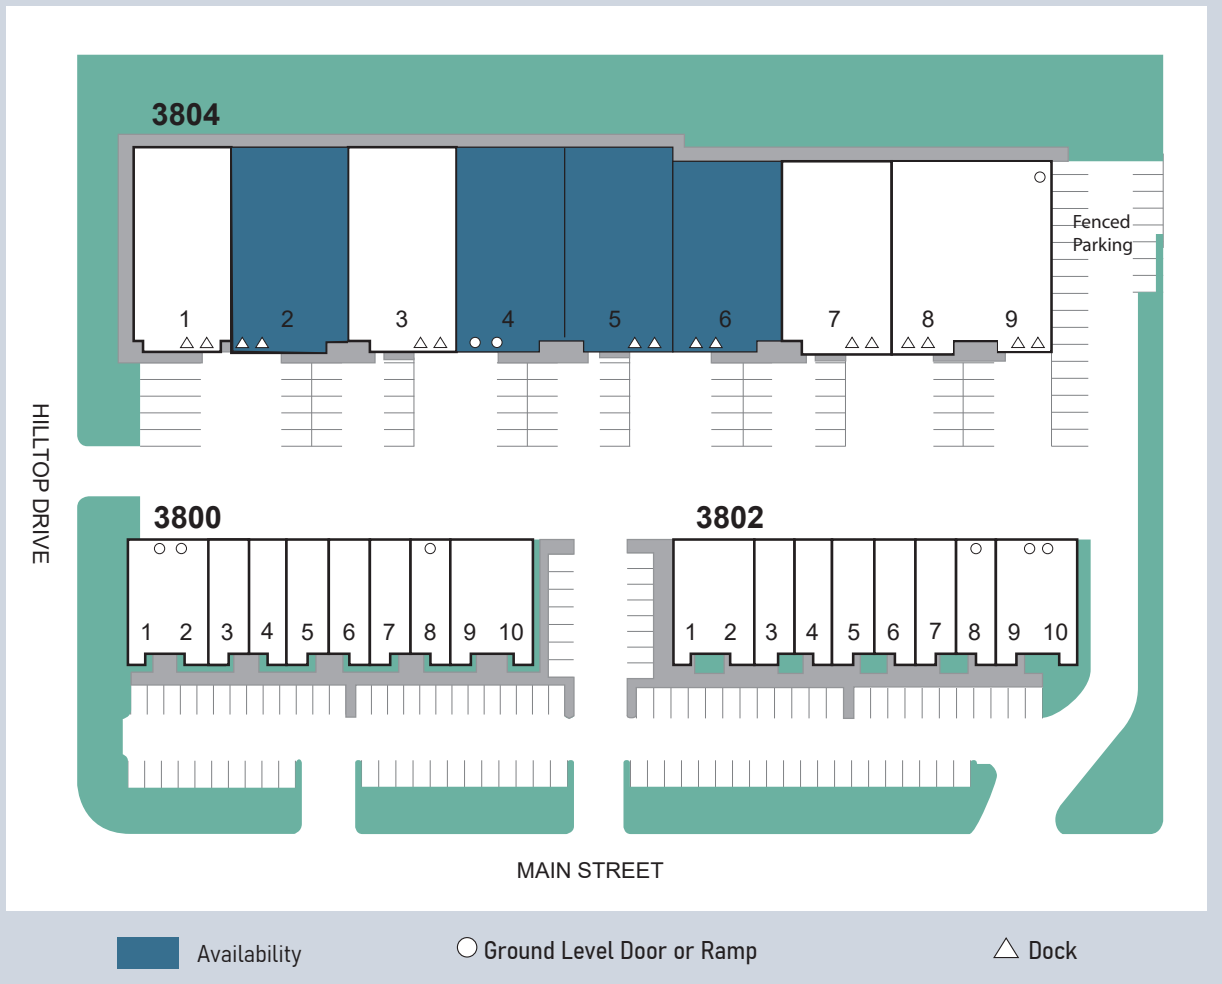 3804
Fenced
Parking
1 2 3 4 5 6 7 8 9
HILLTOP DRIVE
3800 3802
1 2 3 4 5 6 7 8 9 10 1 2 3 4 5 6 7 8 9 10
MAIN STREET
Availability Ground Level Door or Ramp Dock